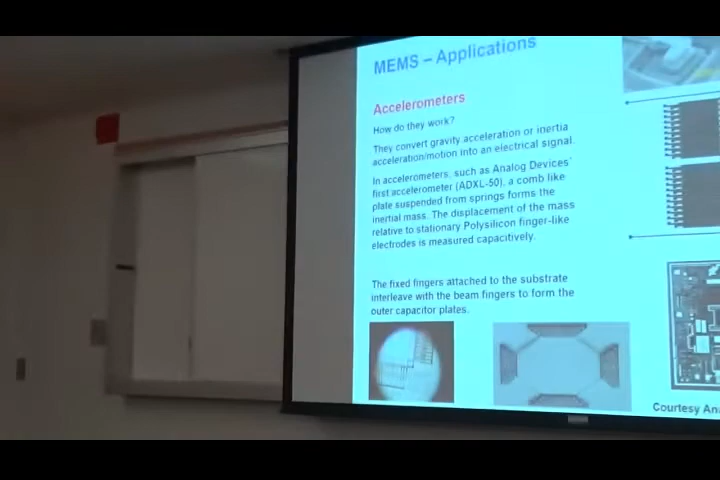 MEMS – Applications
Accelerometers
How do they work?
They convert gravity acceleration or inertia
acceleration/motion into an electrical signal.
In accelerometers, such as Analog Devices´
first accelerometer (ADXL-50), a comb like
plate suspended from springs forms the
inertial mass. The displacement of the mass
relative to stationary Polysilicon finger-like
electrodes is measured capacitively.
The fixed fingers attached to the substrate
interleave with the beam fingers to form the
outer capacitor plates.
Courtesy